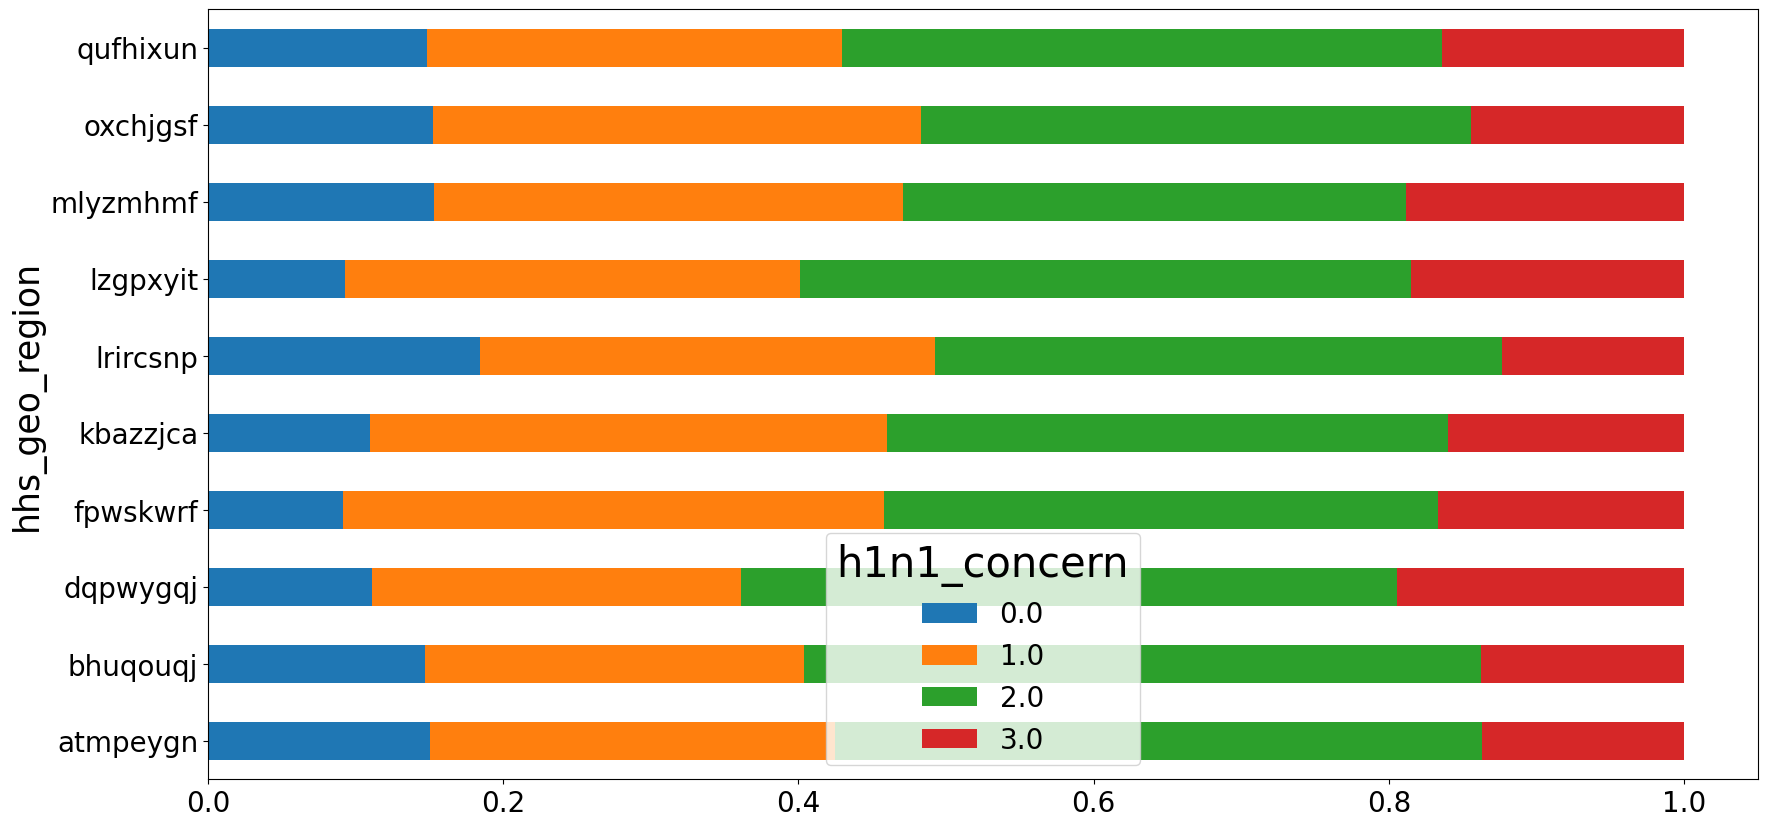 hhs_geo_region
qufhixun
oxchjgsf
mlyzmhmf
lzgpxyit
lrircsnp
kbazzjca
fpwskwrf
dqpwygqj
bhuqouqj
atmpeygn
h1n1_concern
0.0
1.0
2.0
3.0
0.0 0.2 0.4 0.6 0.8 1.0